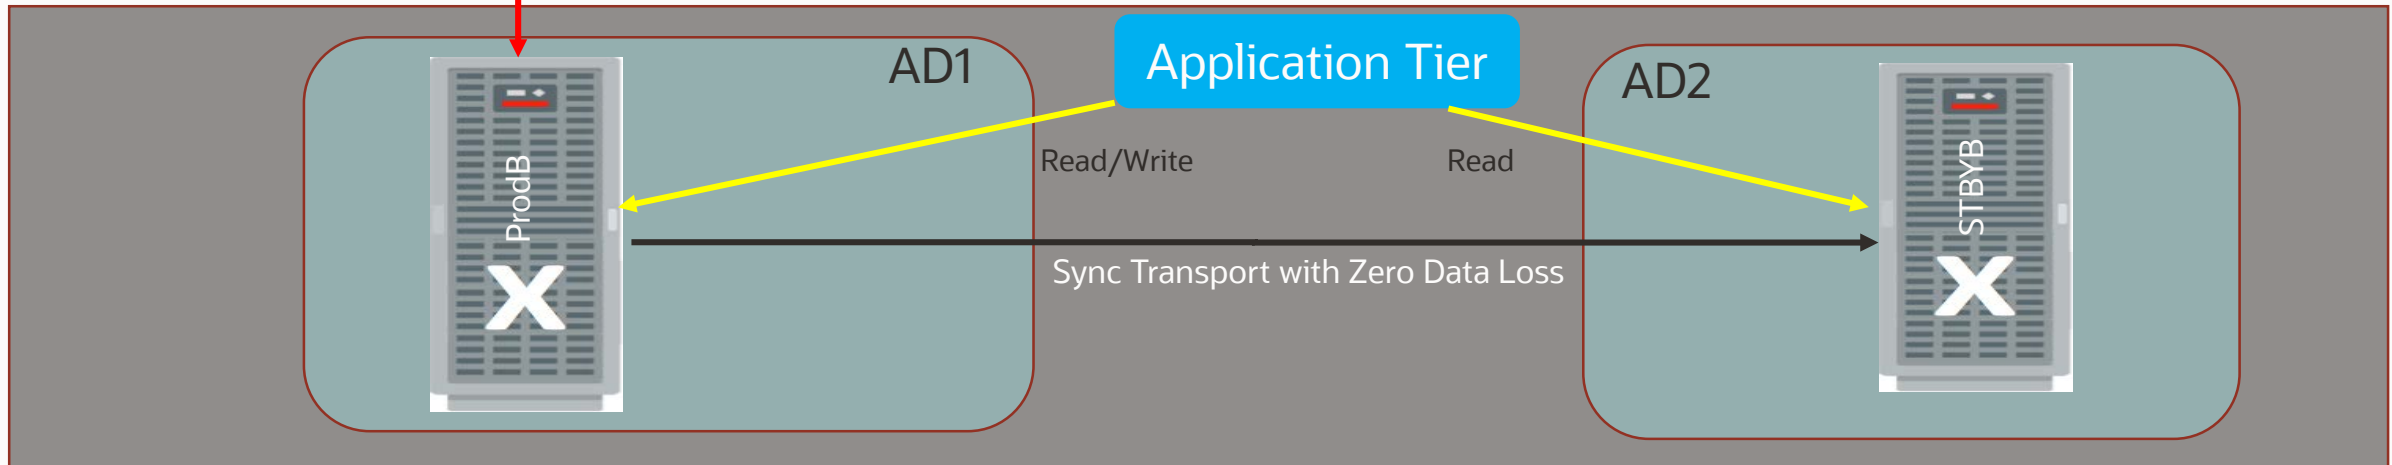 AD1
Application Tier
AD2
Read/Write
Read
ProdB
STBYB
Sync Transport with Zero Data Loss
X
X